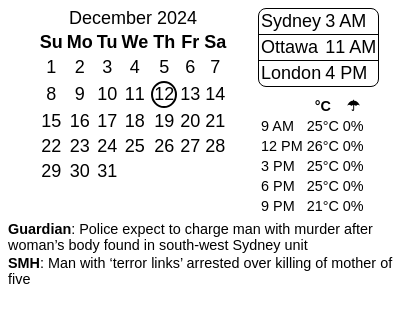 December 2024
Su Mo Tu We Th Fr Sa
1 2 3 4 5 6 7
8 9 10 11 12 13 14
15 16 17 18 19 20 21
22 23 24 25 26 27 28
29 30 31
Sydney 3 AM
Ottawa 11 AM
London 4 PM
°C ☂
9 AM 25°C 0%
12 PM 26°C 0%
3 PM 25°C 0%
6 PM 25°C 0%
9 PM 21°C 0%
Guardian: Police expect to charge man with murder after
woman’s body found in south-west Sydney unit
SMH: Man with ‘terror links’ arrested over killing of mother of
five